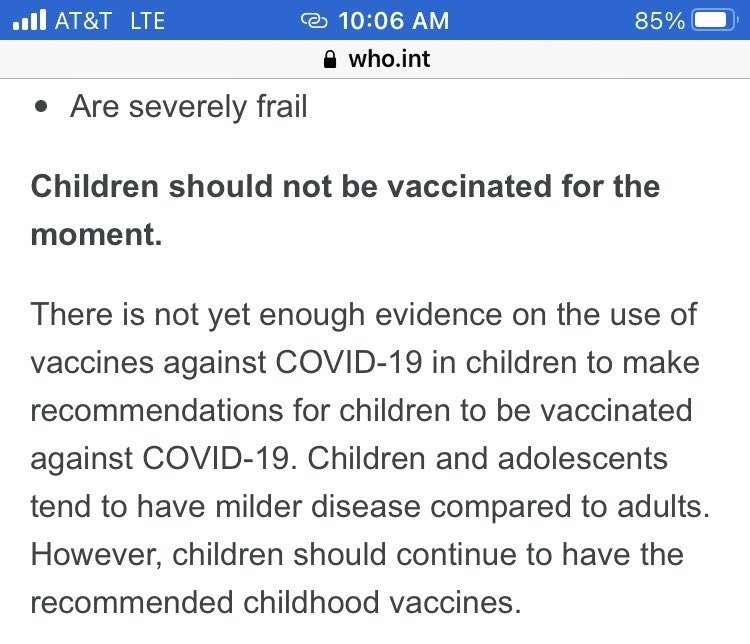 AT&T LTE 10:06 AM 85%
who.int
• Are severely frail
Children should not be vaccinated for the
moment.
There is not yet enough evidence on the use of
vaccines against COVID-19 in children to make
recommendations for children to be vaccinated
against COVID-19. Children and adolescents
tend to have milder disease compared to adults.
However, children should continue to have the
recommended childhood vaccines.